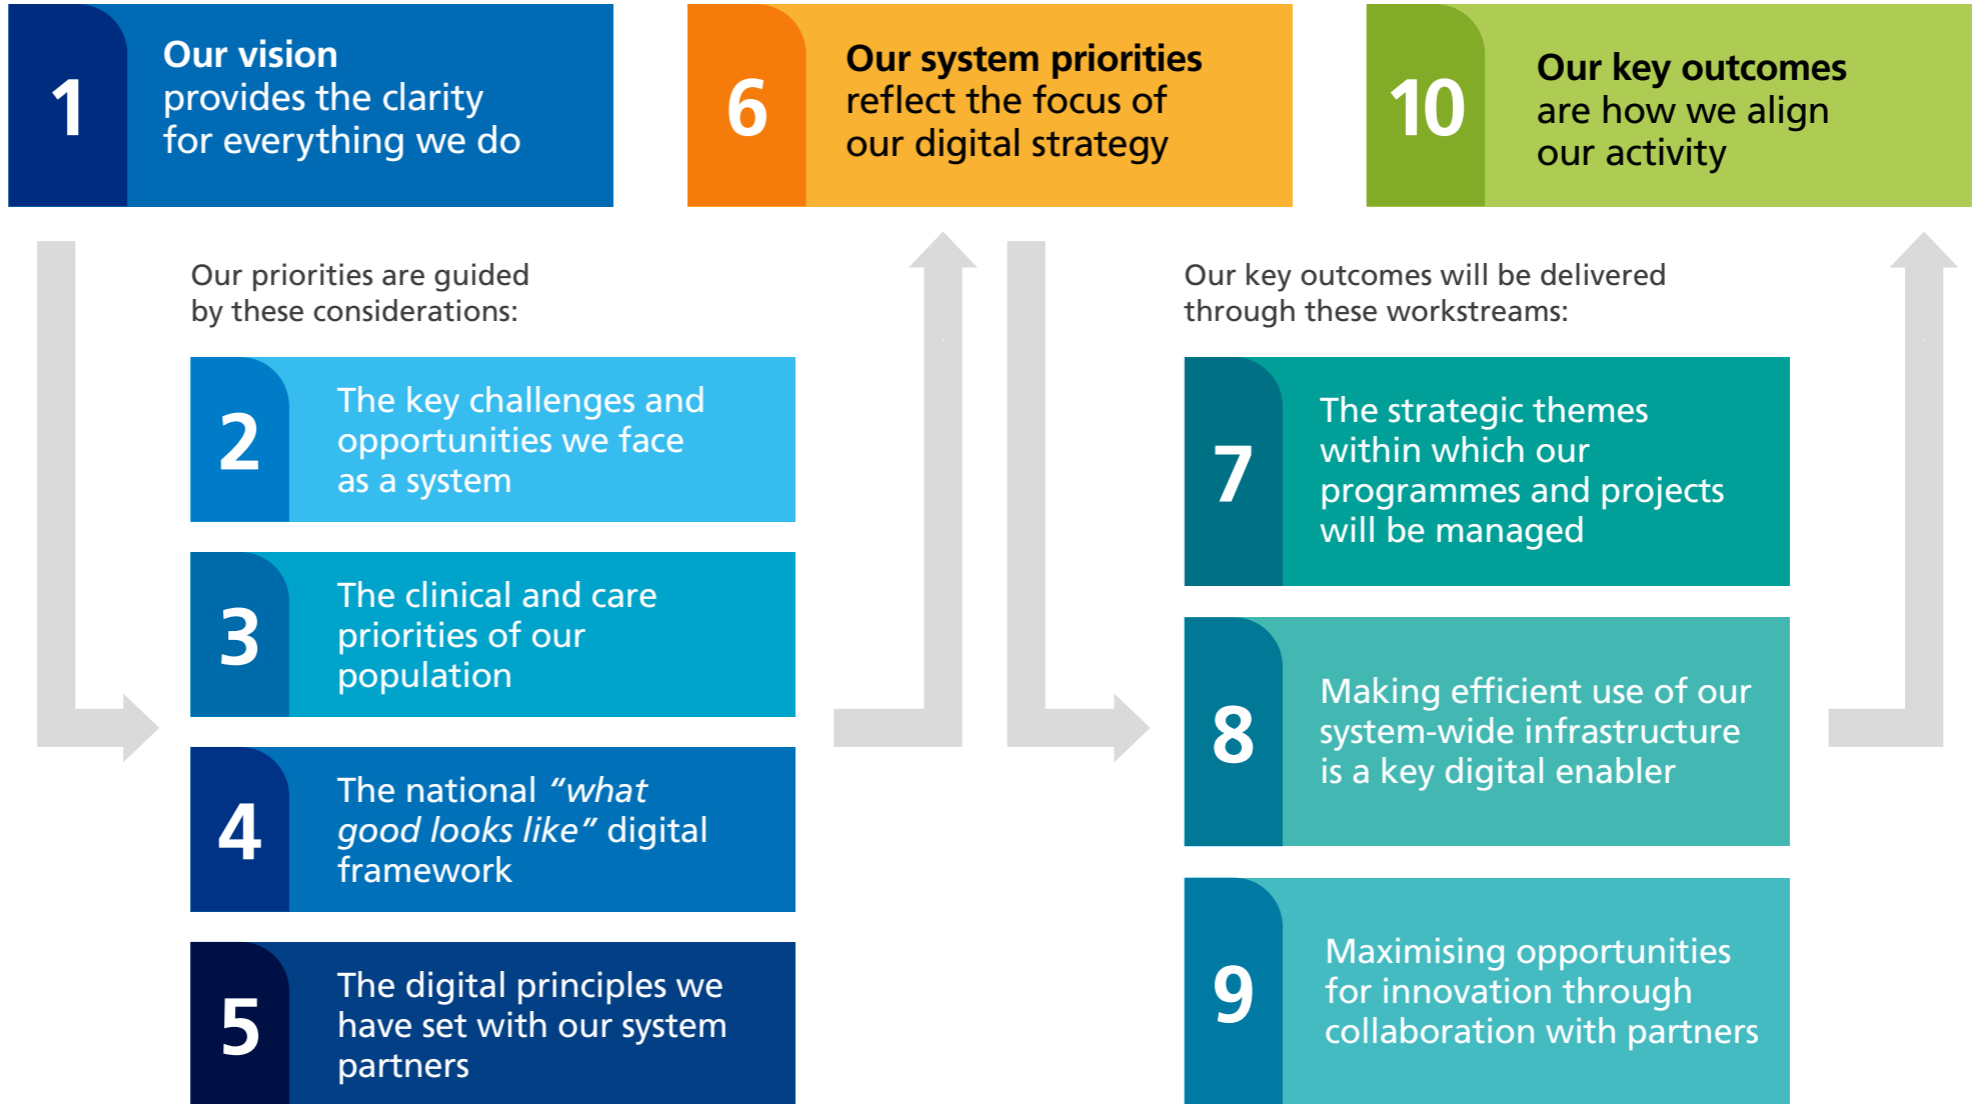 1
Our vision
provides the clarity
for everything we do
Our priorities are guided
by these considerations:
2
The key challenges and
opportunities we face
as a system
3
The clinical and care
priorities of our
population
4
The national “what
good looks like” digital
framework
5
The digital principles we
have set with our system
partners
6
Our system priorities
reflect the focus of
our digital strategy
Our key outcomes will be delivered
through these workstreams:
7
The strategic themes
within which our
programmes and projects
will be managed
8
Making efficient use of our
system-wide infrastructure
is a key digital enabler
9
Maximising opportunities
for innovation through
collaboration with partners
10
Our key outcomes
are how we align
our activity